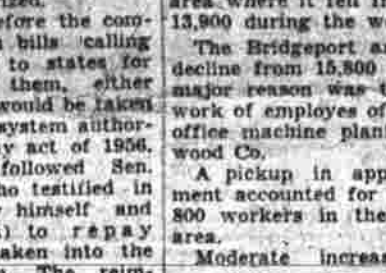 efore the com-
bills calling
to states for
them, either
would be taken
system author-
y act of 1956.
followed Sen.
ho testified in
himself and
) to repay
aken into the
The reim-
area where it fell
13,900 during the w
The Bridgeport a
decline from 15,800
major reason was t
work of employes of
office machine plan
wood Co.
A pickup in app
ment accounted for
800 workers in the
area.
Moderate increa